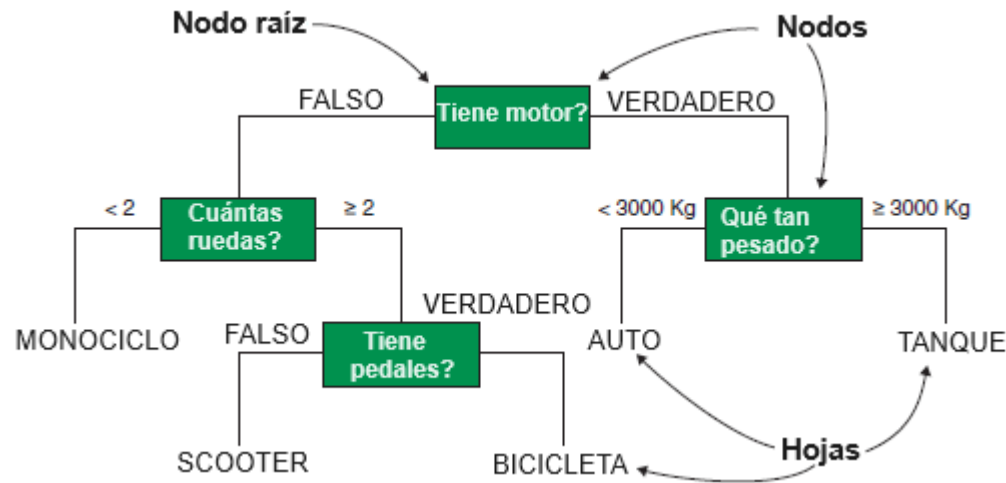 Nodo raíz
Nodos
FALSO
Tiene motor?
VERDADERO
< 2
Cuántas
ruedas?
≥ 2
< 3000 Kg
Qué tan
pesado?
≥ 3000 Kg
MONOCICLO
FALSO
VERDADERO
Tiene
pedales?
AUTO
TANQUE
SCOOTER
BICICLETA
Hojas